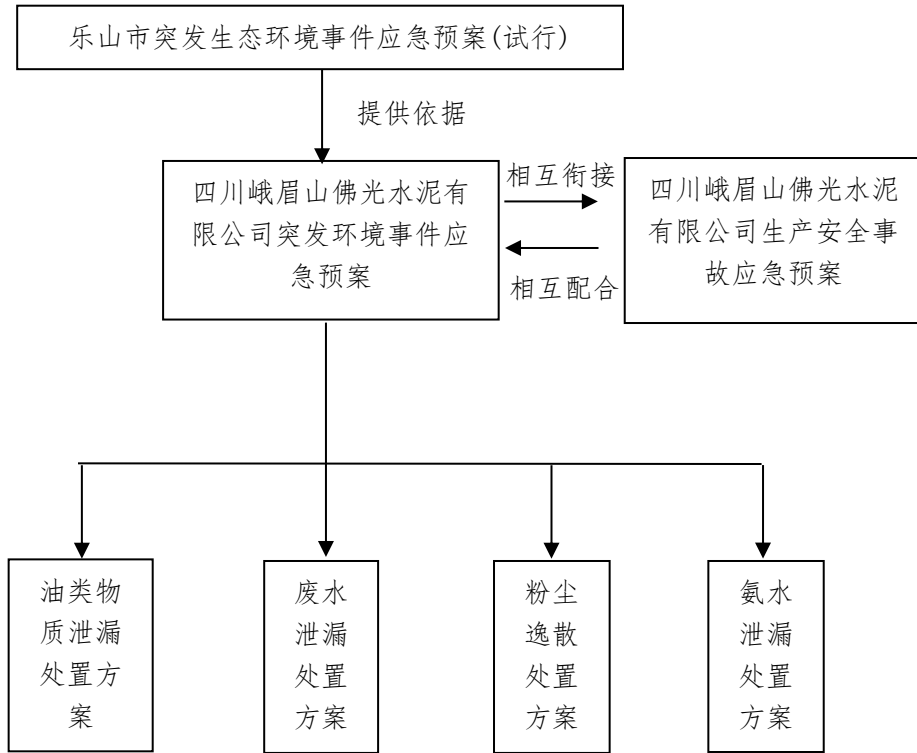 乐山市突发生态环境事件应急预案(试行)
提供依据
四川峨眉山佛光水泥有
限公司突发环境事件应
急预案
相互衔接
相互配合
四川峨眉山佛光水泥
有限公司生产安全事
故应急预案
油类物
质泄漏
处置方
案
废水
泄漏
处置
方案
粉尘
逸散
处置
方案
氨水
泄漏
处置
方案